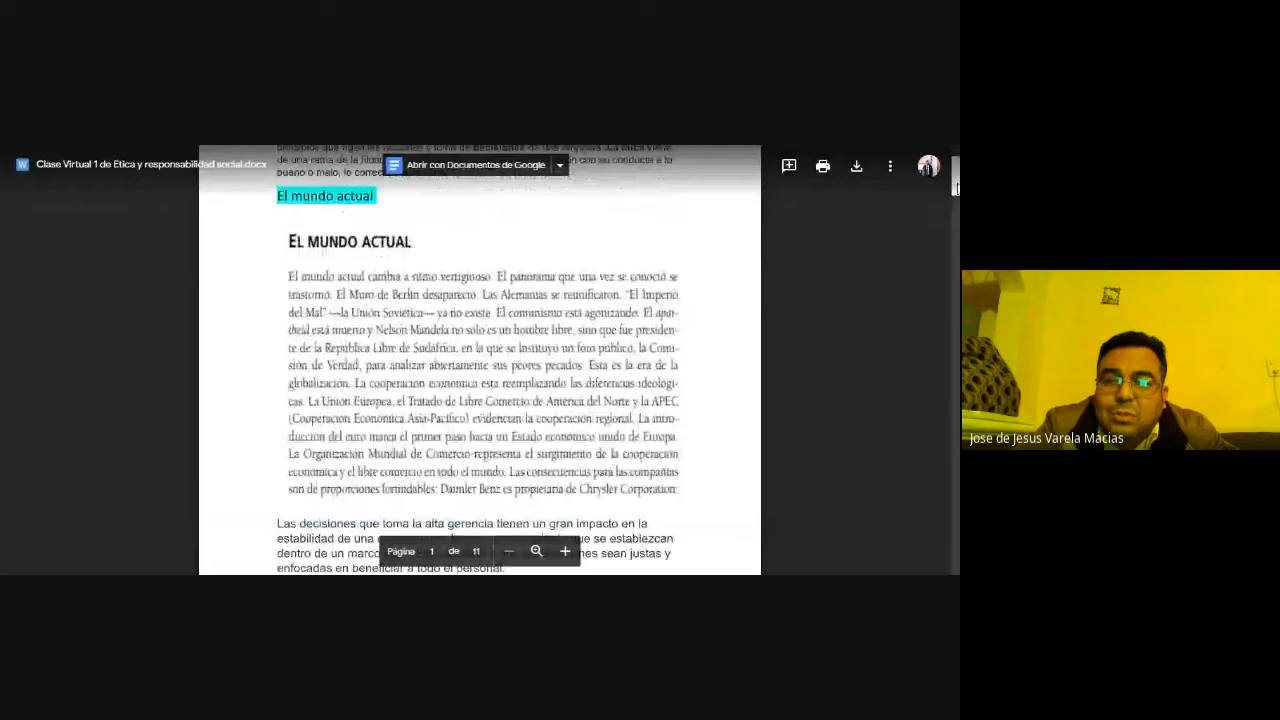 Clase Virtual 1 de Etica y responsabilidad social.docx
Abrir con Documentos de Google
bueno o malo, lo
El mundo actual
EL MUNDO ACTUAL
El mundo actual cambia a ritmo vertiginoso. El panorama que una vez se conoció se
trastornó. El Muro de Berlín desapareció. Las Alemanias se reunificaron. "El Imperio
del Mal" —la Unión Soviética— ya no existe. El comunismo está agonizando. El apar-
theid está muerto y Nelson Mandela no sólo es un hombre libre, sino que fue presiden-
te de la República Libre de Sudáfrica, en la que se instituyó un foro público, la Comi-
sión de Verdad, para analizar abiertamente sus peores pecados. Esta es la era de la
globalización. La cooperación económica está reemplazando las diferencias ideológi-
cas. La Unión Europea, el Tratado de Libre Comercio de América del Norte y la APEC
(Cooperación Económica Asia-Pacífico) evidencian la cooperación regional. La intro-
ducción del euro marca el primer paso hacia un Estado económico unido de Europa.
La Organización Mundial de Comercio representa el surgimiento de la cooperación
económica y el libre comercio en todo el mundo. Las consecuencias para las compañías
son de proporciones formidables: Daimler Benz es propietaria de Chrysler Corporation.
Las decisiones que toma la alta gerencia tienen un gran impacto en la
estabilidad de una que se establezcan
dentro de un marco sean justas y
enfocadas en beneficiar a todo el personal.
Página 1 de 11
Jose de Jesus Varela Macias